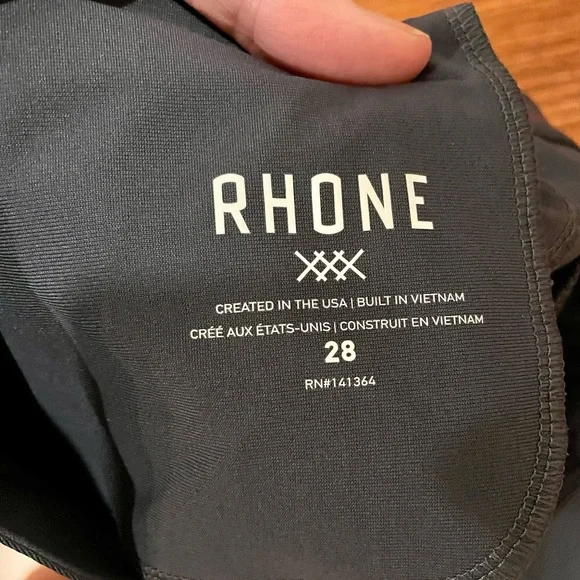 RHONE
CREATED IN THE USA | BUILT IN VIETNAM
CRÉÉ AUX ÉTATS-UNIS | CONSTRUIT EN VIETNAM
28
RN#141364